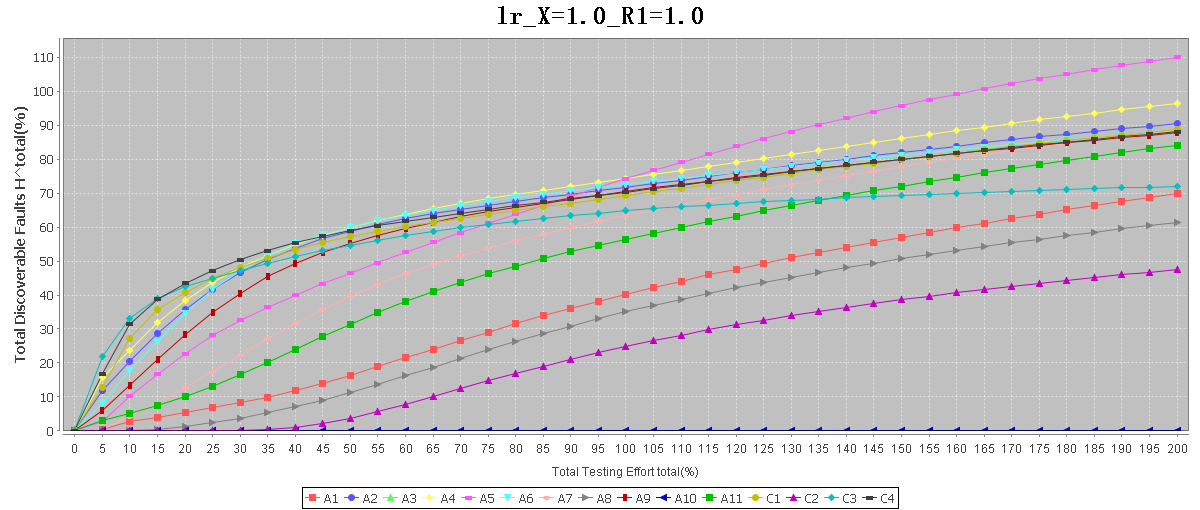 lr_X=1.0_R1=1.0
Total Discoverable Faults H^total(%)
110
100
90
80
70
60
50
40
30
20
10
0
0 5 10 15 20 25 30 35 40 45 50 55 60 65 70 75 80 85 90 95 100 105 110 115 120 125 130 135 140 145 150 155 160 165 170 175 180 185 190 195 200
Total Testing Effort total(%)
A1 A2 A3 A4 A5 A6 A7 A8 A9 A10 A11 C1 C2 C3 C4